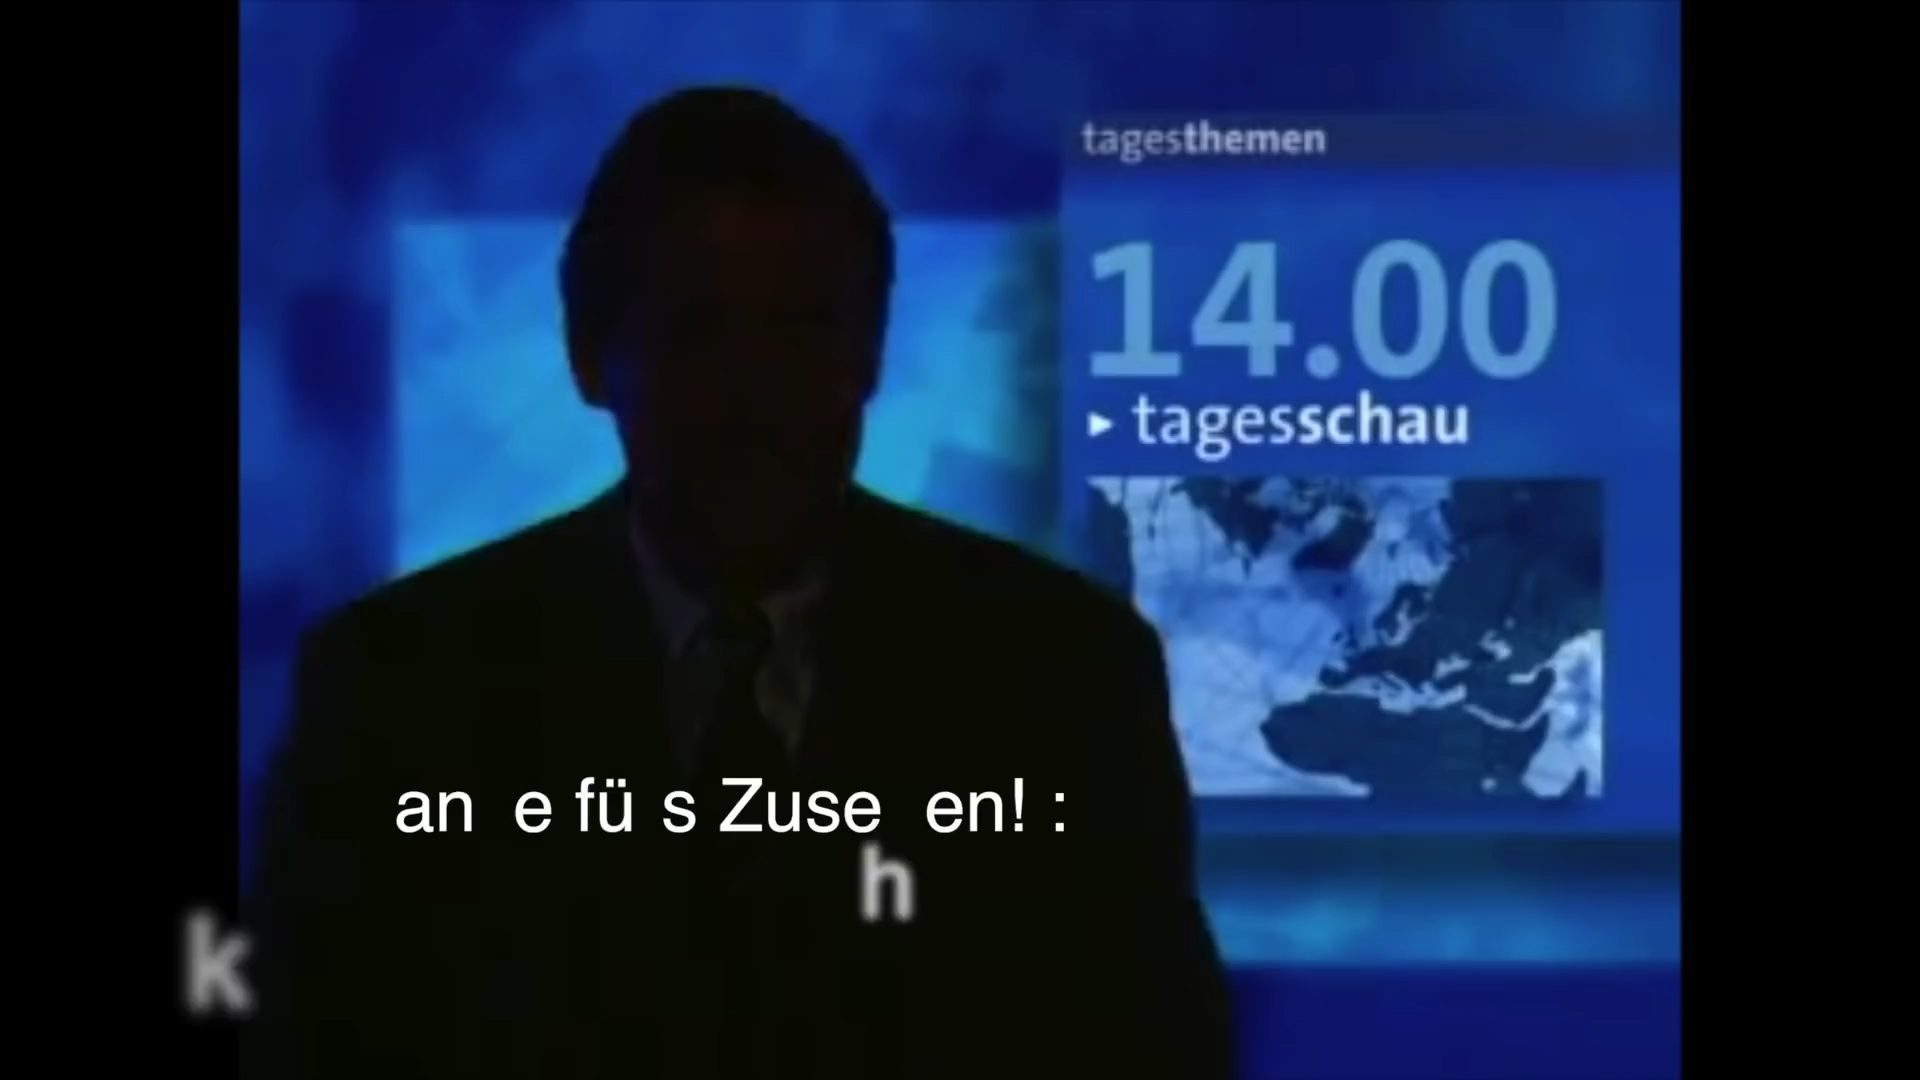 tagesthemen
14.00
▸ tagesschau
an e fü s Zuse en! :
h
k